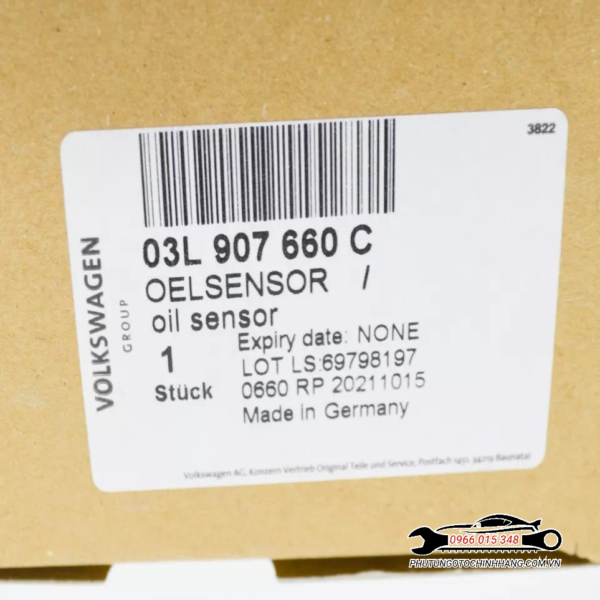 3822
VOLKSWAGEN
GROUP
03L 907 660 C
OELSENSOR /
oil sensor
1
Stück
Expiry date: NONE
LOT LS:69798197
0660 RP 20211015
Made in Germany
Volkswagen AG, Konzern Vertrieb Original Teile und Service, Postfach 1450, 34219 Baunatal
0966 015 348
PHUTUNGOTOCHINHHANG.COM.VN